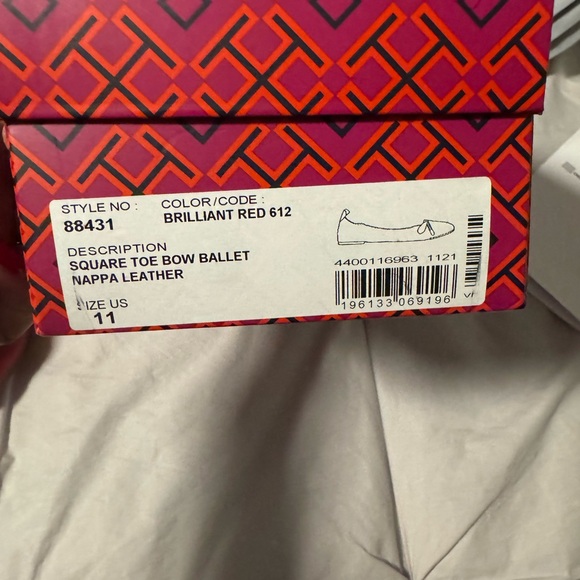 STYLE NO : COLOR/CODE :
88431 BRILLIANT RED 612
DESCRIPTION
SQUARE TOE BOW BALLET
NAPPA LEATHER
4400116963 1121
SIZE US
11
196133 069196